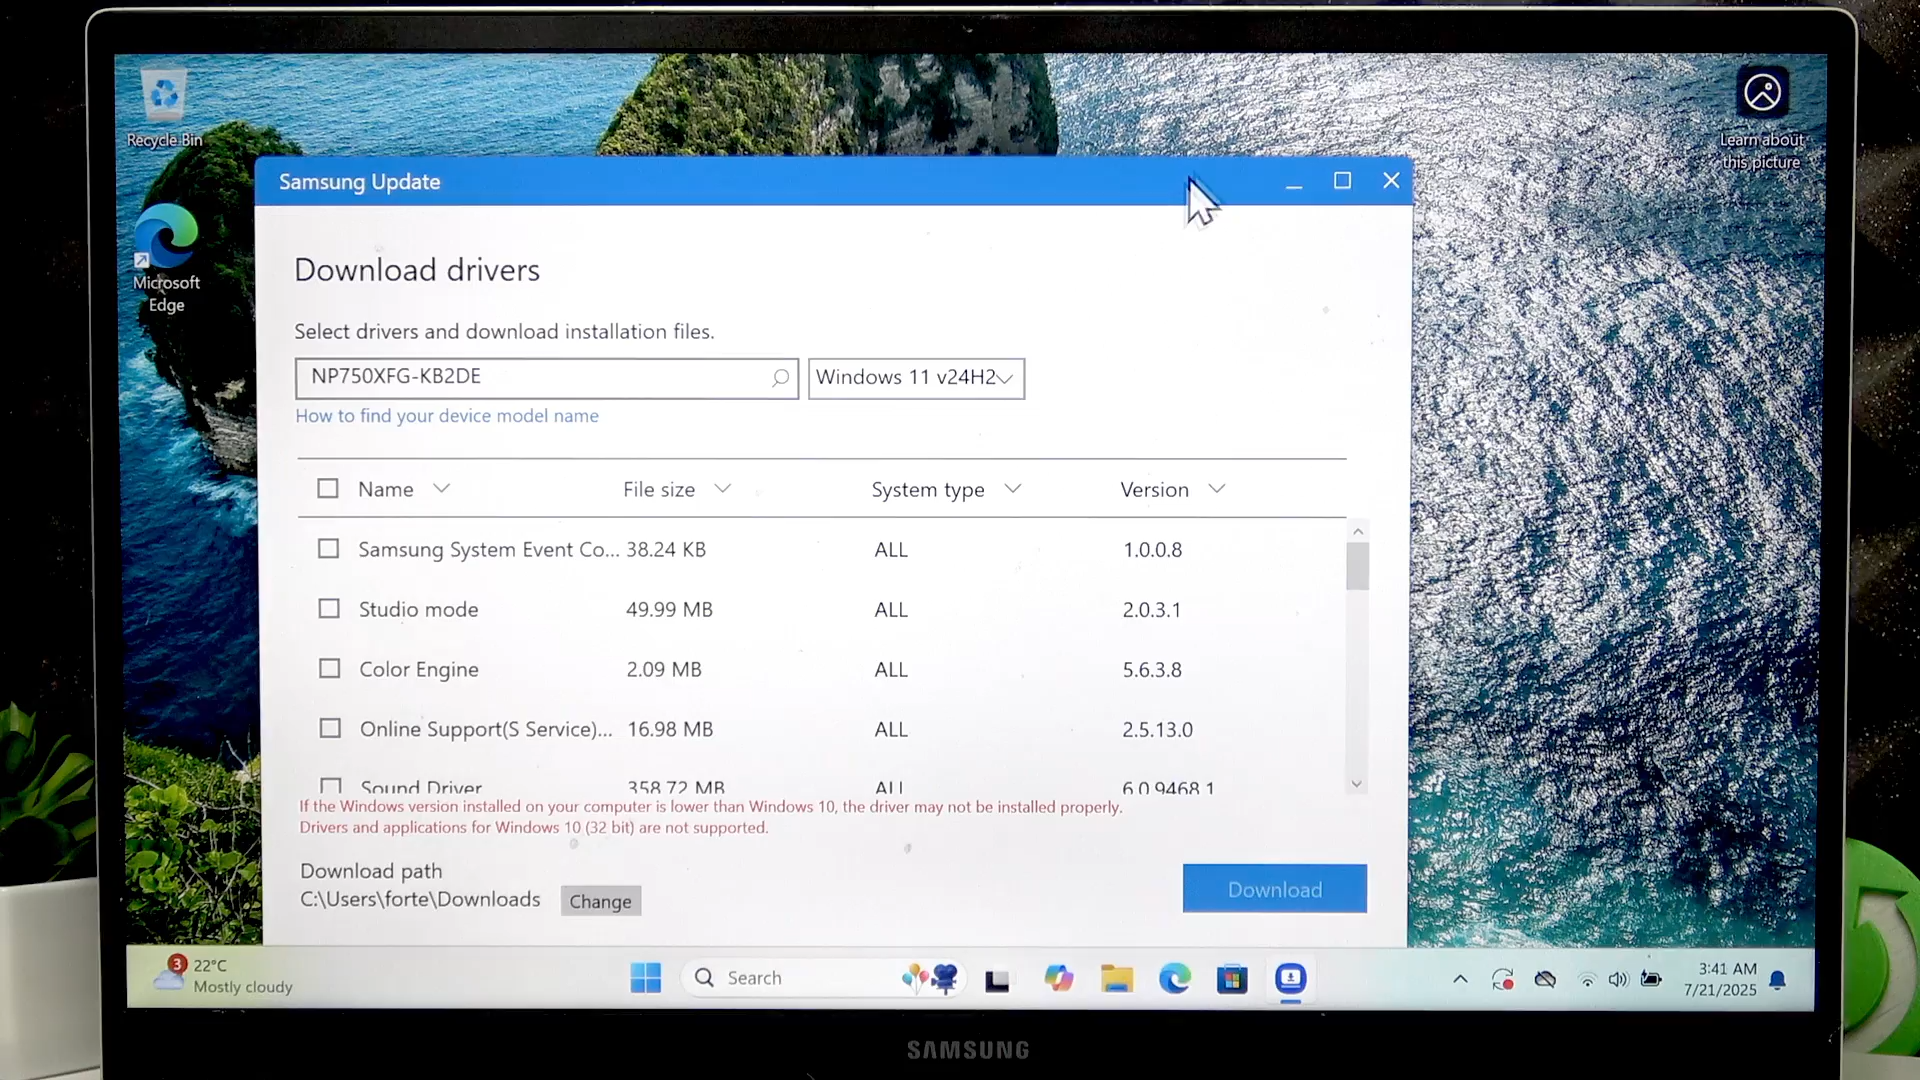 Recycle Bin
Learn about
this picture
Microsoft
Edge
Samsung Update
Download drivers
Select drivers and download installation files.
NP750XFG-KB2DE
Windows 11 v24H2
How to find your device model name
Name File size System type Version
Samsung System Event Co... 38.24 KB ALL 1.0.0.8
Studio mode 49.99 MB ALL 2.0.3.1
Color Engine 2.09 MB ALL 5.6.3.8
Online Support(S Service)... 16.98 MB ALL 2.5.13.0
Sound Driver 358.72 MB ALL 6.0.9468.1
If the Windows version installed on your computer is lower than Windows 10, the driver may not be installed properly.
Drivers and applications for Windows 10 (32 bit) are not supported.
Download path
C:\Users\forte\Downloads
Change
Download
3
22°C
Mostly cloudy
Search
3:41 AM
7/21/2025
SAMSUNG